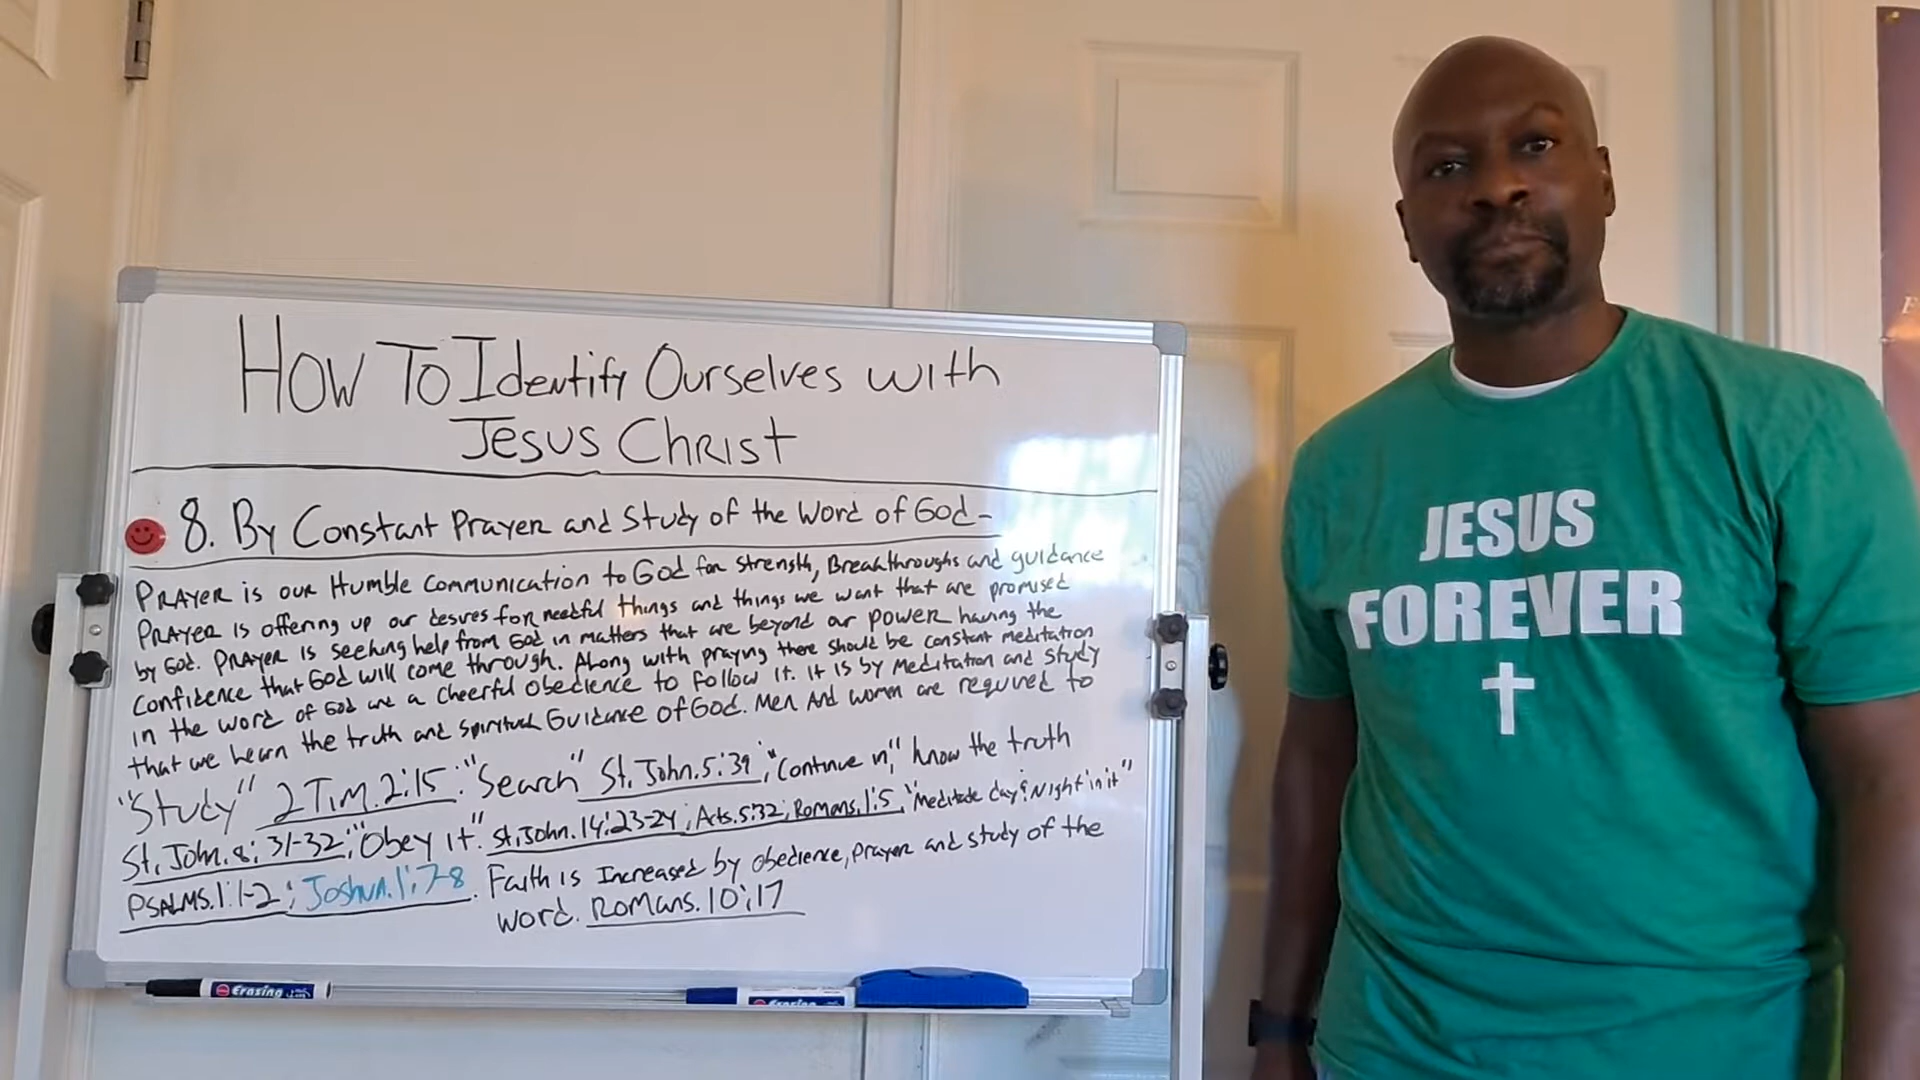 How To Identify Ourselves with
Jesus Christ
8. By Constant Prayer and Study of the Word of God-
Prayer is our Humble communication to God for strength, Breakthroughs and guidance
Prayer is offering up our desires for needful things and things we want that are promised
by God. Prayer is seeking help from God in matters that are beyond our power having the
confidence that God will come through. Along with praying there should be constant meditation
in the word of God and a cheerful obedience to follow it. It is by meditation and study
that we learn the truth and spiritual Guidance of God. Men And women are required to
"Study" 2 Tim. 2:15; "Search" St. John. 5:39; "Continue in," know the truth
St. John. 8:31-32; "Obey it". St. John. 14:23-24; Acts. 5:32; Romans. 1:5, "Meditate day & Night in it"
Psalms. 1:1-2; Joshua. 1:7-8. Faith is Increased by obedience, prayer and study of the
word. Romans. 10:17
JESUS
FOREVER
Erasing
Erasing